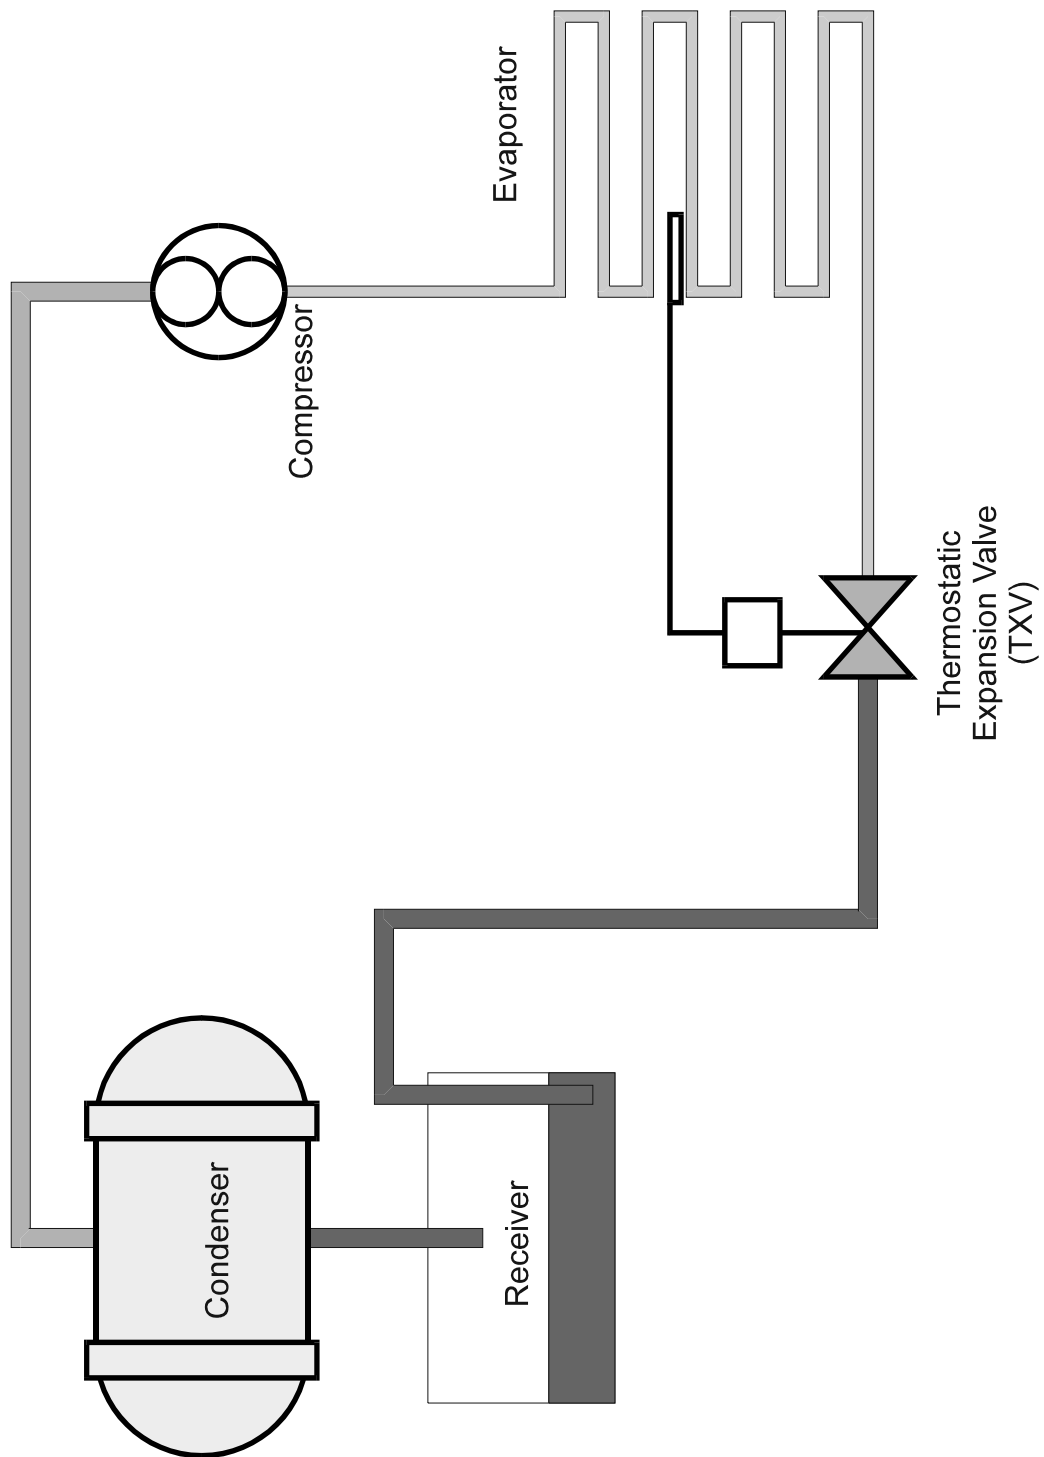 Evaporator
Compressor
Thermostatic
Expansion Valve
(TXV)
Condenser
Receiver